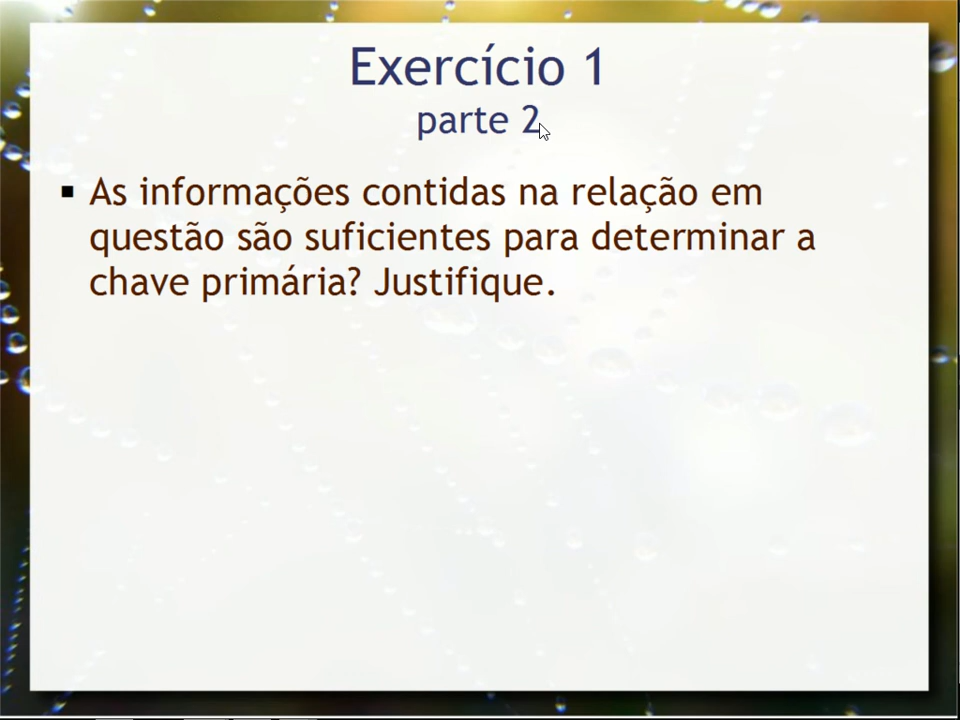 Exercício 1
parte 2
As informações contidas na relação em
questão são suficientes para determinar a
chave primária? Justifique.